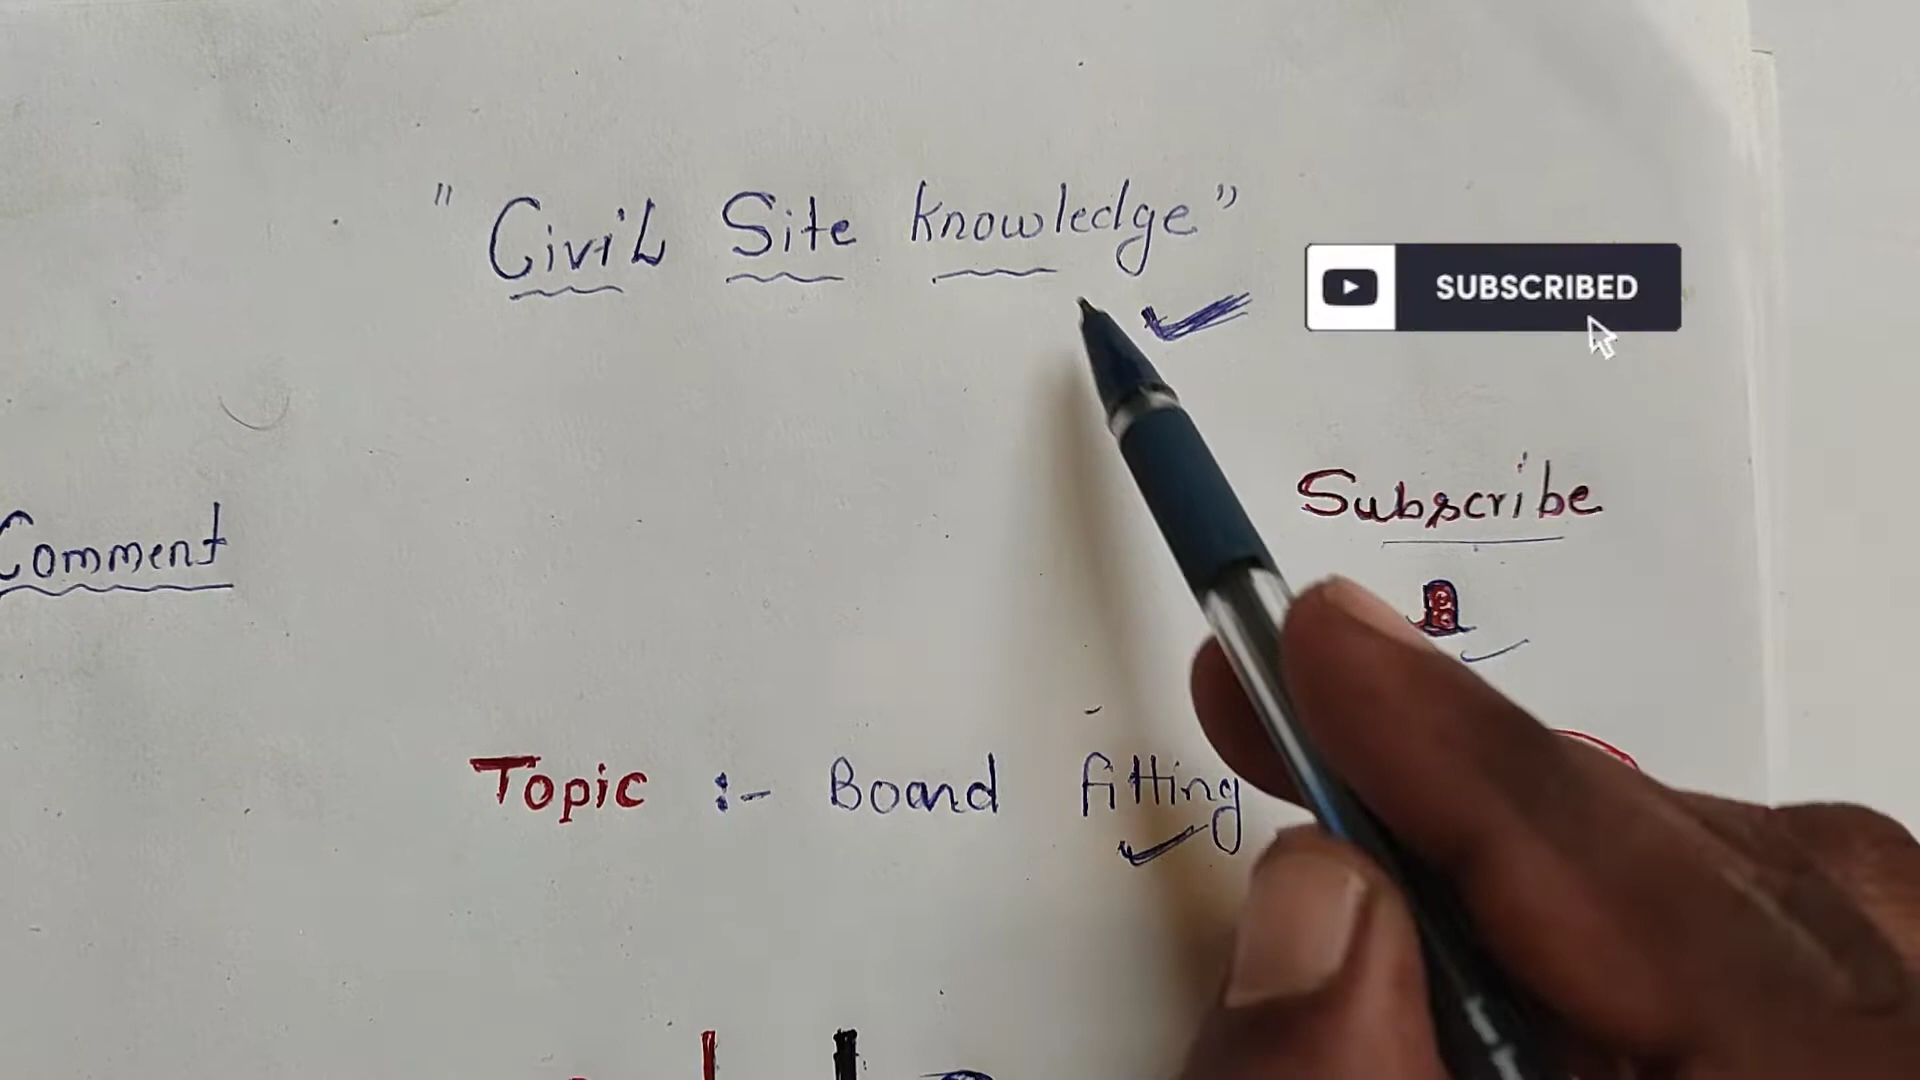 "Civil Site knowledge"
SUBSCRIBED
Subscribe
Comment
Topic :- Board fitting